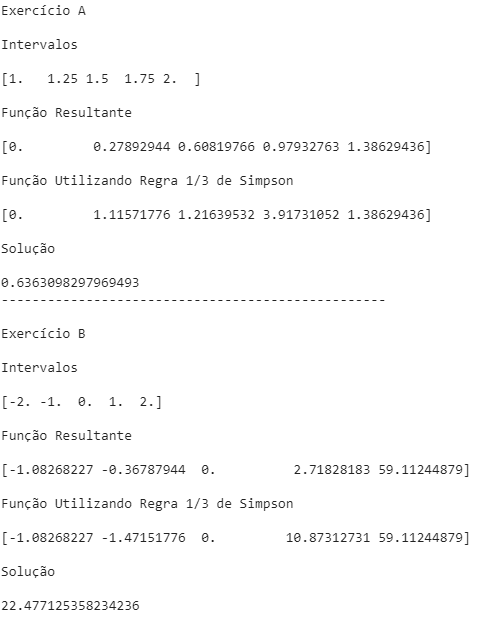 Exercício A
Intervalos
[1.   1.25 1.5  1.75 2.  ]
Função Resultante
[0.         0.27892944 0.60819766 0.97932763 1.38629436]
Função Utilizando Regra 1/3 de Simpson
[0.         1.11571776 1.21639532 3.91731052 1.38629436]
Solução
0.6363098297969493
--------------------------------------------------
Exercício B
Intervalos
[-2. -1.  0.  1.  2.]
Função Resultante
[-1.08268227 -0.36787944  0.          2.71828183 59.11244879]
Função Utilizando Regra 1/3 de Simpson
[-1.08268227 -1.47151776  0.         10.87312731 59.11244879]
Solução
22.477125358234236